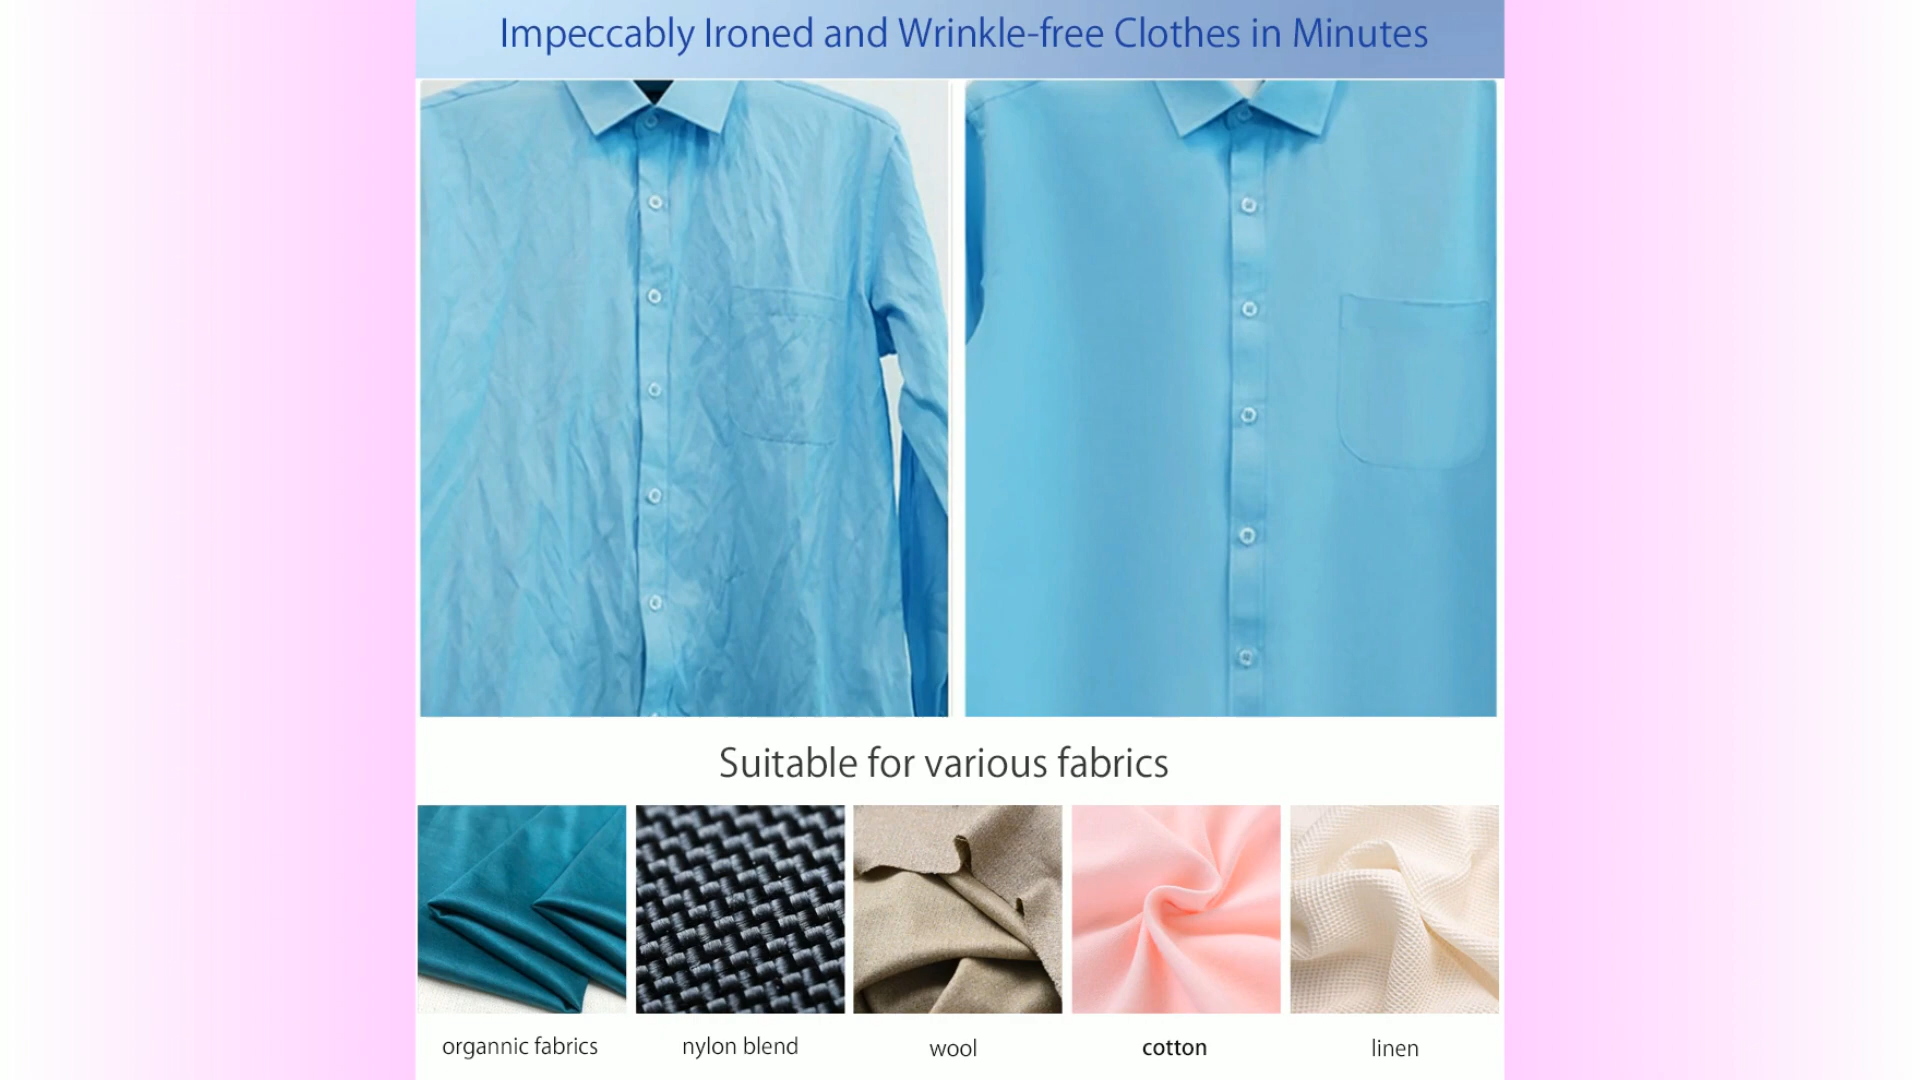 Impeccably Ironed and Wrinkle-free Clothes in Minutes
Suitable for various fabrics
organnic fabrics
nylon blend
wool
cotton
linen